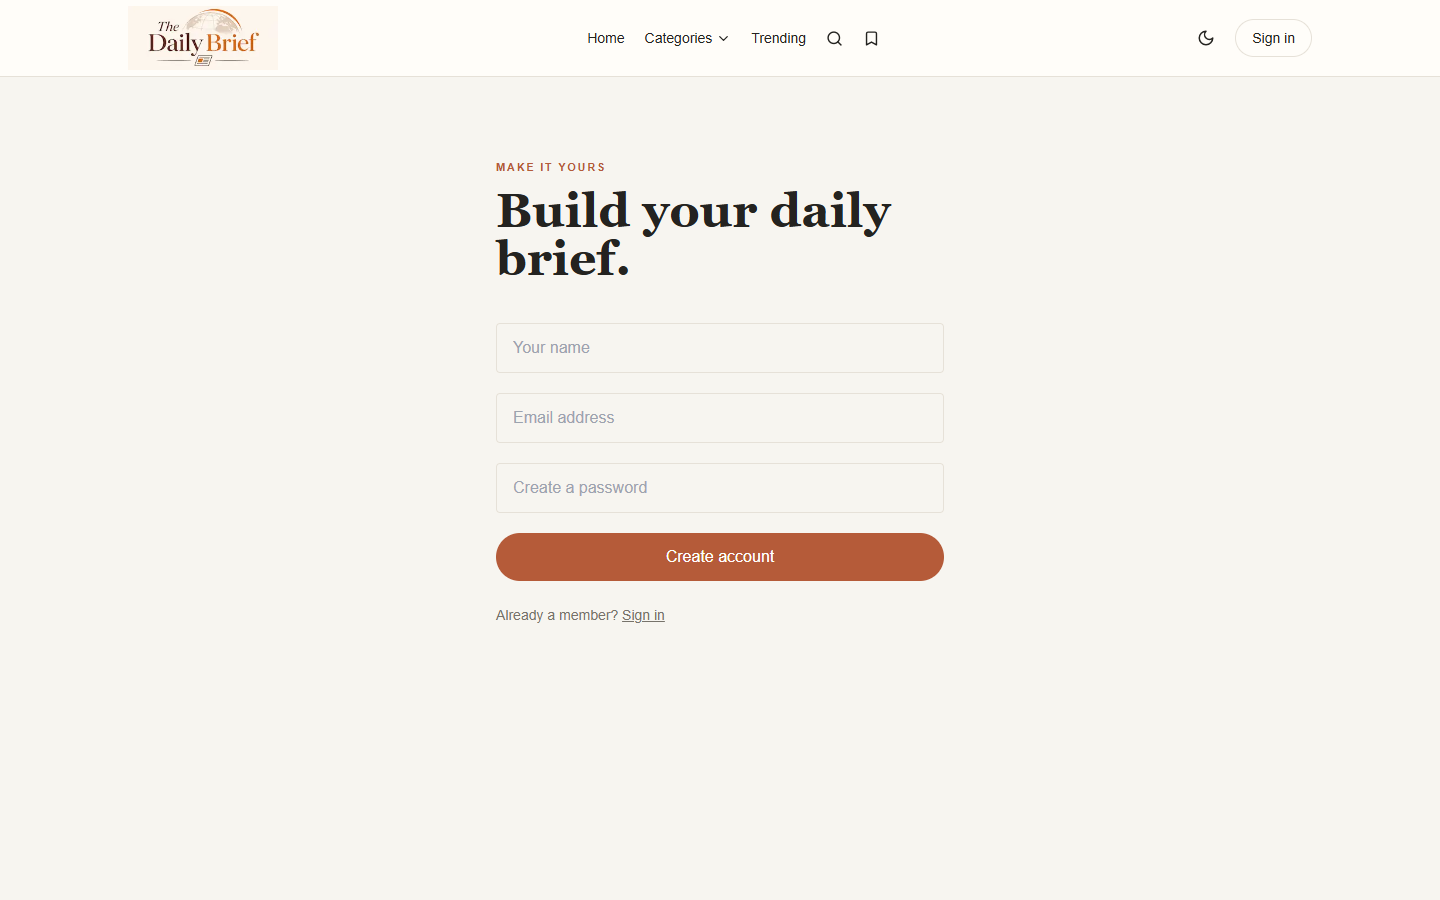 The
Daily Brief
Home
Categories
Trending
Sign in
MAKE IT YOURS
Build your daily
brief.
Your name
Email address
Create a password
Create account
Already a member? Sign in